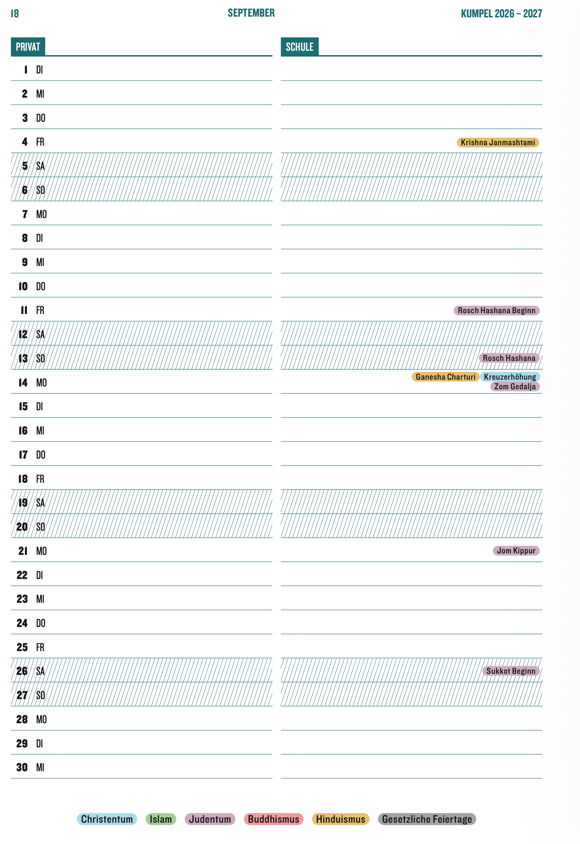 18 SEPTEMBER KUMPEL 2026 – 2027
PRIVAT SCHULE
1 DI
2 MI
3 DO
4 FR Krishna Janmashtami
5 SA
6 SO
7 MO
8 DI
9 MI
10 DO
11 FR Rosch Hashana Beginn
12 SA
13 SO Rosch Hashana
14 MO Ganesha Charturi Kreuzerhöhung
Zom Gedalja
15 DI
16 MI
17 DO
18 FR
19 SA
20 SO
21 MO Jom Kippur
22 DI
23 MI
24 DO
25 FR
26 SA Sukkot Beginn
27 SO
28 MO
29 DI
30 MI
Christentum Islam Judentum Buddhismus Hinduismus Gesetzliche Feiertage